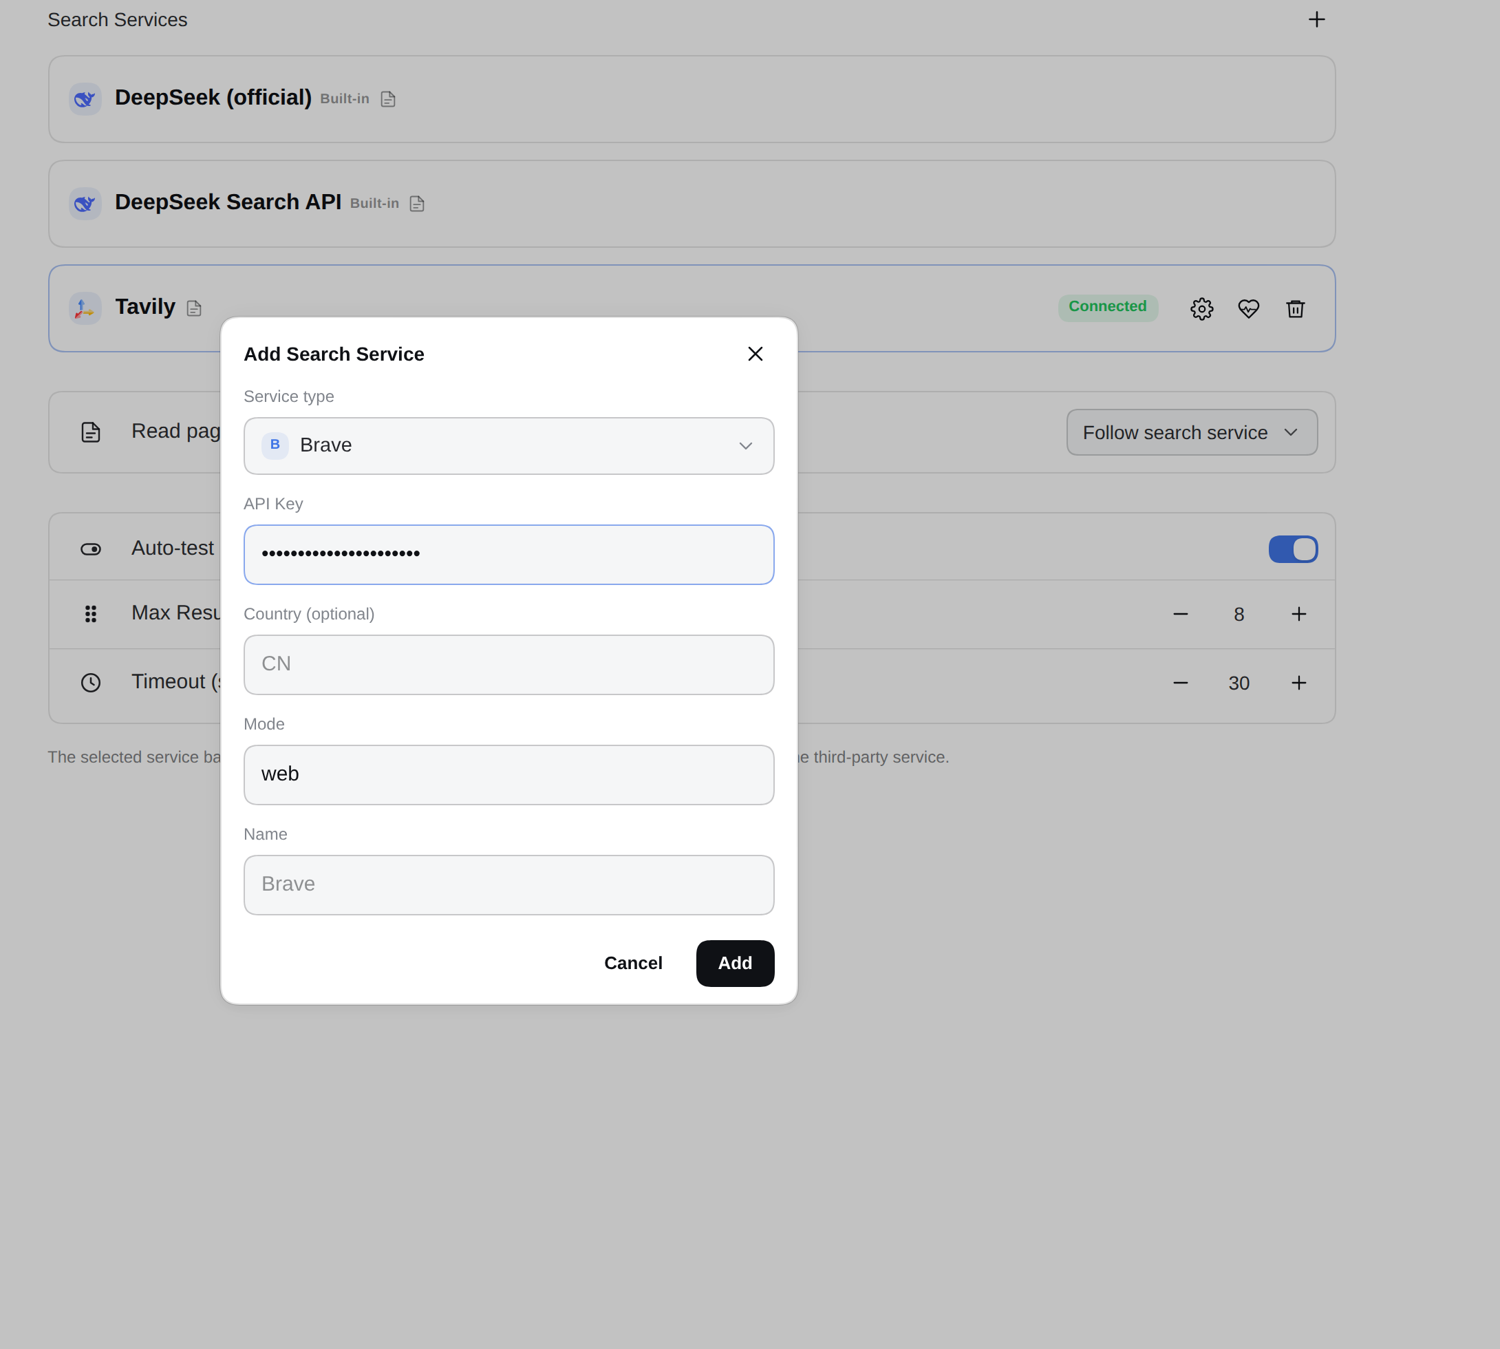 Search Services
DeepSeek (official) Built-in
DeepSeek Search API Built-in
Tavily
Connected
Add Search Service
Service type
B Brave
API Key
••••••••••••••••••••••
Country (optional)
CN
Mode
web
Name
Brave
Cancel Add
Read pag
Follow search service
Auto-test
Max Resu
8
Timeout (
30
The selected service ba
e third-party service.